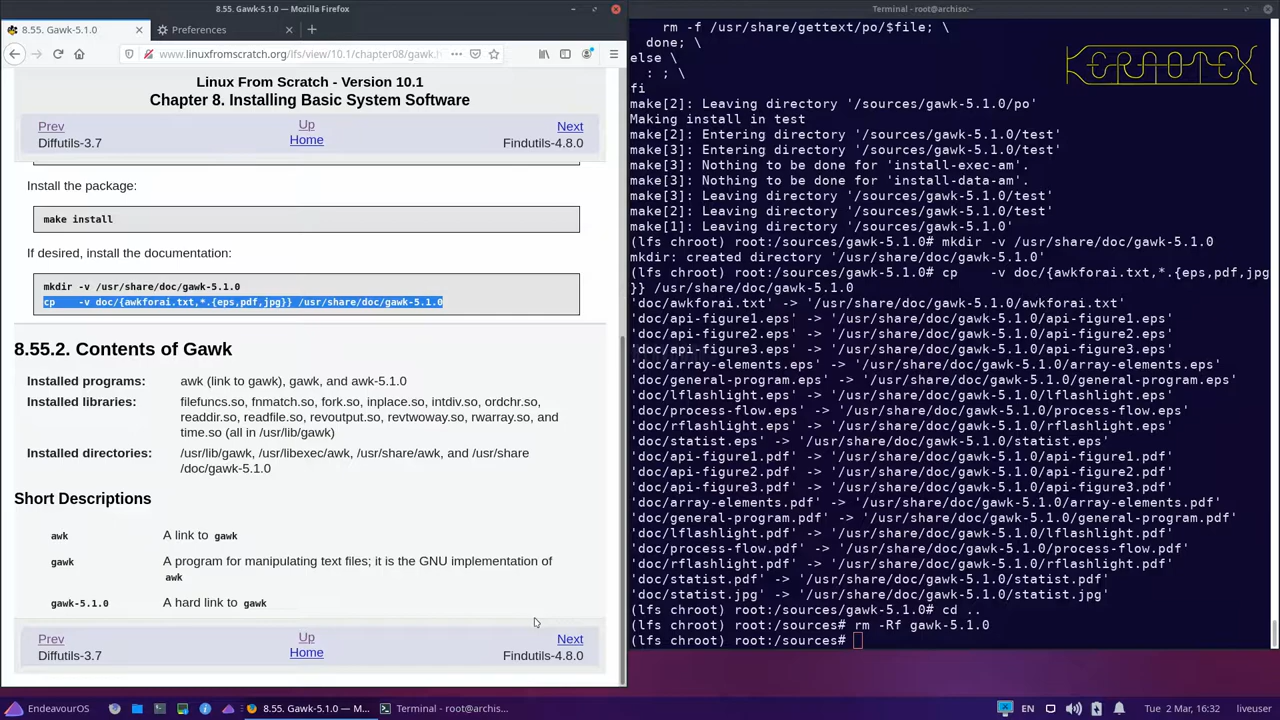 8.55. Gawk-5.1.0 — Mozilla Firefox
8.55. Gawk-5.1.0
Preferences
www.linuxfromscratch.org/lfs/view/10.1/chapter08/gawk.
Linux From Scratch - Version 10.1
Chapter 8. Installing Basic System Software
Prev Up Next
Diffutils-3.7 Home Findutils-4.8.0
Install the package:
make install
If desired, install the documentation:
mkdir -v /usr/share/doc/gawk-5.1.0
cp    -v doc/{awkforai.txt,*.{eps,pdf,jpg}} /usr/share/doc/gawk-5.1.0
8.55.2. Contents of Gawk
Installed programs: awk (link to gawk), gawk, and awk-5.1.0
Installed libraries: filefuncs.so, fnmatch.so, fork.so, inplace.so, intdiv.so, ordchr.so,
readdir.so, readfile.so, revoutput.so, revtwoway.so, rwarray.so, and
time.so (all in /usr/lib/gawk)
Installed directories: /usr/lib/gawk, /usr/libexec/awk, /usr/share/awk, and /usr/share
/doc/gawk-5.1.0
Short Descriptions
awk A link to gawk
gawk A program for manipulating text files; it is the GNU implementation of
awk
gawk-5.1.0 A hard link to gawk
Prev Up Next
Diffutils-3.7 Home Findutils-4.8.0
Terminal - root@archiso:~
KERNOTEX
rm -f /usr/share/gettext/po/$file; \
done; \
else \
: ; \
fi
make[2]: Leaving directory '/sources/gawk-5.1.0/po'
Making install in test
make[2]: Entering directory '/sources/gawk-5.1.0/test'
make[3]: Entering directory '/sources/gawk-5.1.0/test'
make[3]: Nothing to be done for 'install-exec-am'.
make[3]: Nothing to be done for 'install-data-am'.
make[3]: Leaving directory '/sources/gawk-5.1.0/test'
make[2]: Leaving directory '/sources/gawk-5.1.0/test'
make[1]: Leaving directory '/sources/gawk-5.1.0'
(lfs chroot) root:/sources/gawk-5.1.0# mkdir -v /usr/share/doc/gawk-5.1.0
mkdir: created directory '/usr/share/doc/gawk-5.1.0'
(lfs chroot) root:/sources/gawk-5.1.0# cp    -v doc/{awkforai.txt,*.{eps,pdf,jpg
}} /usr/share/doc/gawk-5.1.0
'doc/awkforai.txt' -> '/usr/share/doc/gawk-5.1.0/awkforai.txt'
'doc/api-figure1.eps' -> '/usr/share/doc/gawk-5.1.0/api-figure1.eps'
'doc/api-figure2.eps' -> '/usr/share/doc/gawk-5.1.0/api-figure2.eps'
'doc/api-figure3.eps' -> '/usr/share/doc/gawk-5.1.0/api-figure3.eps'
'doc/array-elements.eps' -> '/usr/share/doc/gawk-5.1.0/array-elements.eps'
'doc/general-program.eps' -> '/usr/share/doc/gawk-5.1.0/general-program.eps'
'doc/lflashlight.eps' -> '/usr/share/doc/gawk-5.1.0/lflashlight.eps'
'doc/process-flow.eps' -> '/usr/share/doc/gawk-5.1.0/process-flow.eps'
'doc/rflashlight.eps' -> '/usr/share/doc/gawk-5.1.0/rflashlight.eps'
'doc/statist.eps' -> '/usr/share/doc/gawk-5.1.0/statist.eps'
'doc/api-figure1.pdf' -> '/usr/share/doc/gawk-5.1.0/api-figure1.pdf'
'doc/api-figure2.pdf' -> '/usr/share/doc/gawk-5.1.0/api-figure2.pdf'
'doc/api-figure3.pdf' -> '/usr/share/doc/gawk-5.1.0/api-figure3.pdf'
'doc/array-elements.pdf' -> '/usr/share/doc/gawk-5.1.0/array-elements.pdf'
'doc/general-program.pdf' -> '/usr/share/doc/gawk-5.1.0/general-program.pdf'
'doc/lflashlight.pdf' -> '/usr/share/doc/gawk-5.1.0/lflashlight.pdf'
'doc/process-flow.pdf' -> '/usr/share/doc/gawk-5.1.0/process-flow.pdf'
'doc/rflashlight.pdf' -> '/usr/share/doc/gawk-5.1.0/rflashlight.pdf'
'doc/statist.pdf' -> '/usr/share/doc/gawk-5.1.0/statist.pdf'
'doc/statist.jpg' -> '/usr/share/doc/gawk-5.1.0/statist.jpg'
(lfs chroot) root:/sources/gawk-5.1.0# cd ..
(lfs chroot) root:/sources# rm -Rf gawk-5.1.0
(lfs chroot) root:/sources#
EndeavourOS 8.55. Gawk-5.1.0 — M... Terminal - root@archis... EN Tue 2 Mar, 16:32 liveuser